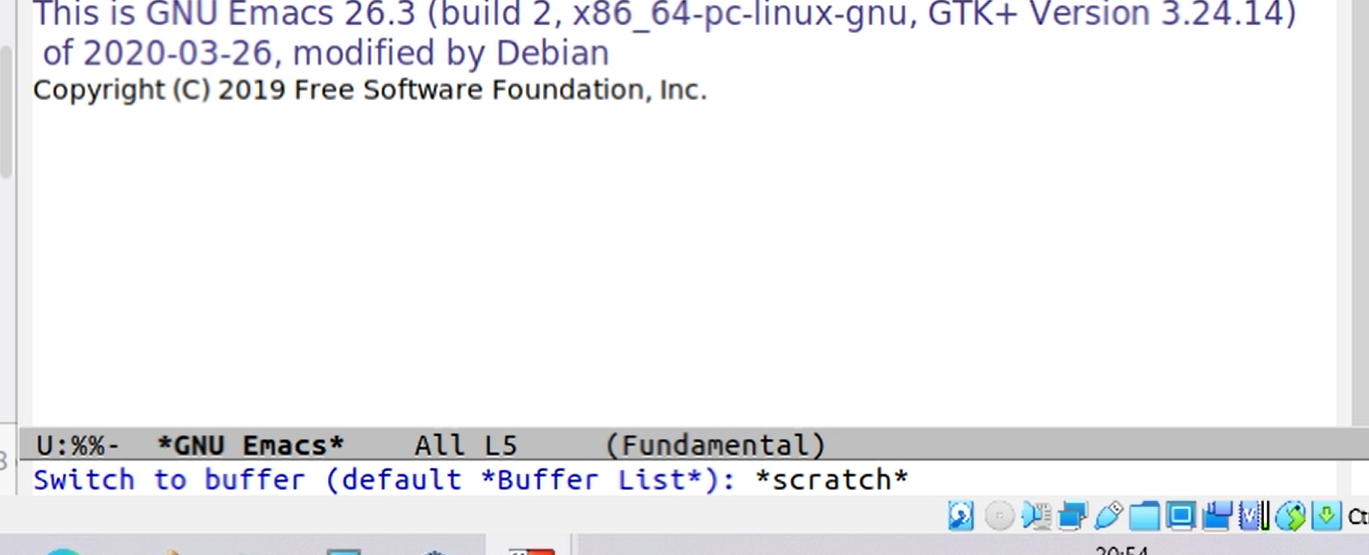 This is GNU Emacs 26.3 (build 2, x86_64-pc-linux-gnu, GTK+ Version 3.24.14)
of 2020-03-26, modified by Debian
Copyright (C) 2019 Free Software Foundation, Inc.
U:%%- *GNU Emacs* All L5 (Fundamental)
Switch to buffer (default *Buffer List*): *scratch*
20:54